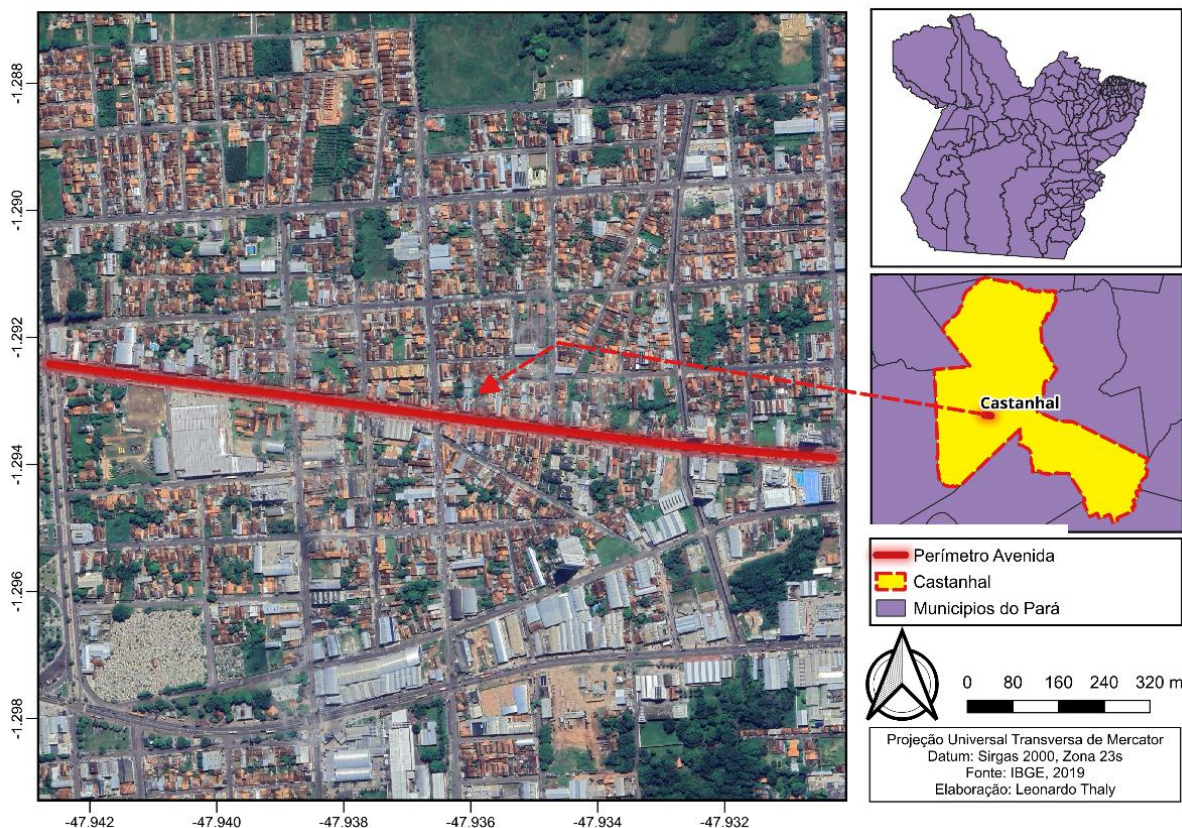 -1.288
-1.290
-1.292
-1.294
-1.296
-1.298
-47.942
-47.940
-47.938
-47.936
-47.934
-47.932
Castanhal
Perímetro Avenida
Castanhal
Municipios do Pará
0 80 160 240 320 m
Projeção Universal Transversa de Mercator
Datum: Sirgas 2000, Zona 23s
Fonte: IBGE, 2019
Elaboração: Leonardo Thaly